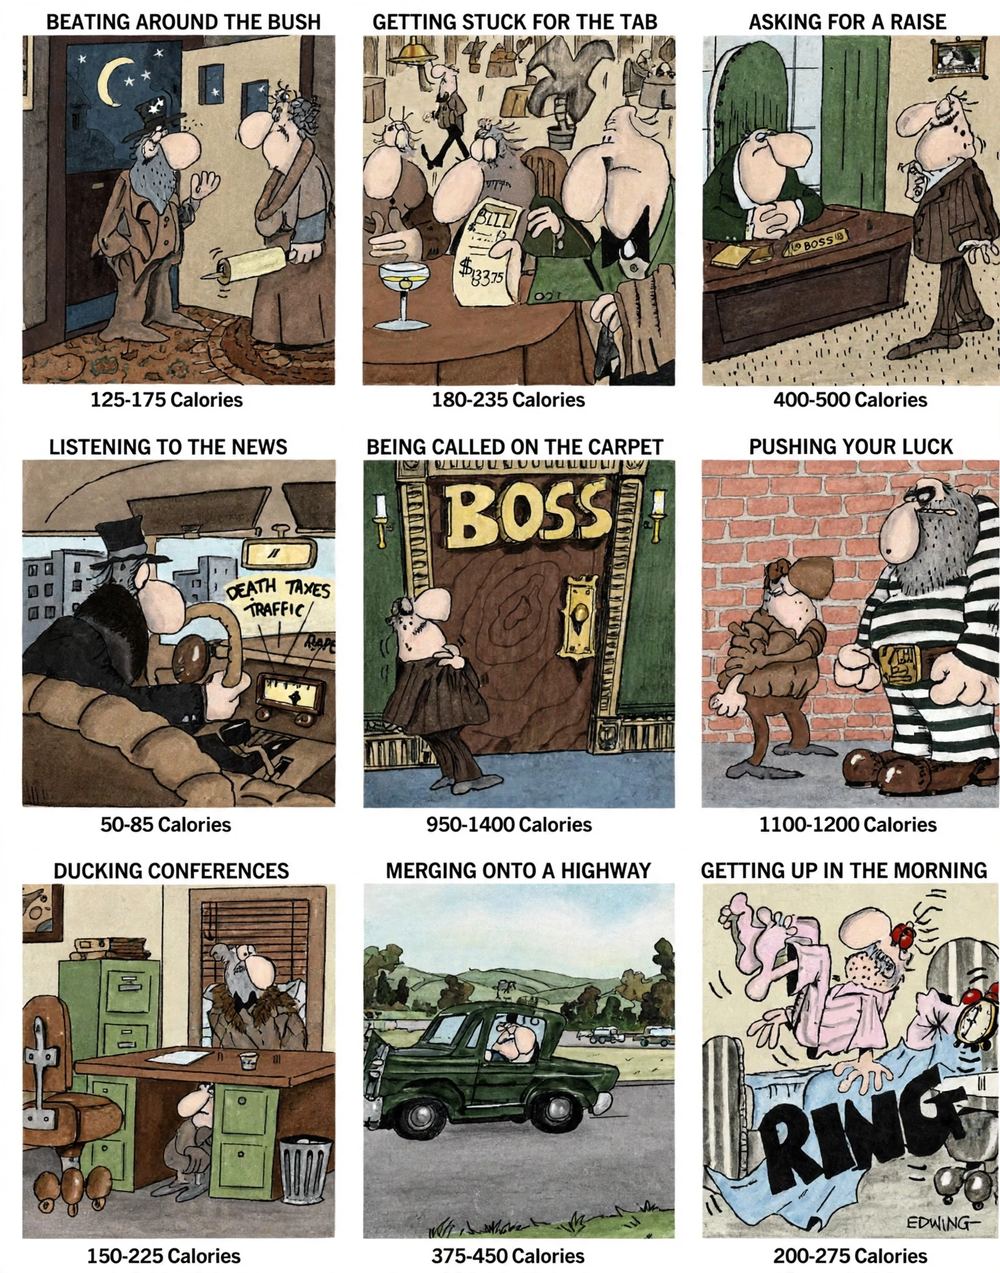 BEATING AROUND THE BUSH
125-175 Calories
GETTING STUCK FOR THE TAB
BILL
$133.75
180-235 Calories
ASKING FOR A RAISE
BOSS
400-500 Calories
LISTENING TO THE NEWS
DEATH TAXES
TRAFFIC
50-85 Calories
BEING CALLED ON THE CARPET
BOSS
950-1400 Calories
PUSHING YOUR LUCK
1100-1200 Calories
DUCKING CONFERENCES
150-225 Calories
MERGING ONTO A HIGHWAY
375-450 Calories
GETTING UP IN THE MORNING
RING
EDWING
200-275 Calories